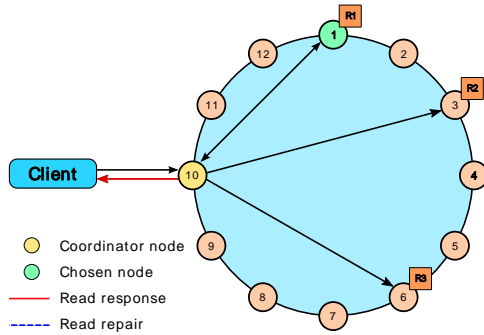 R1
1
12
2
R2
11
3
Client
10
4
9
5
Coordinator node
R3
Chosen node
8
6
Read response
7
Read repair